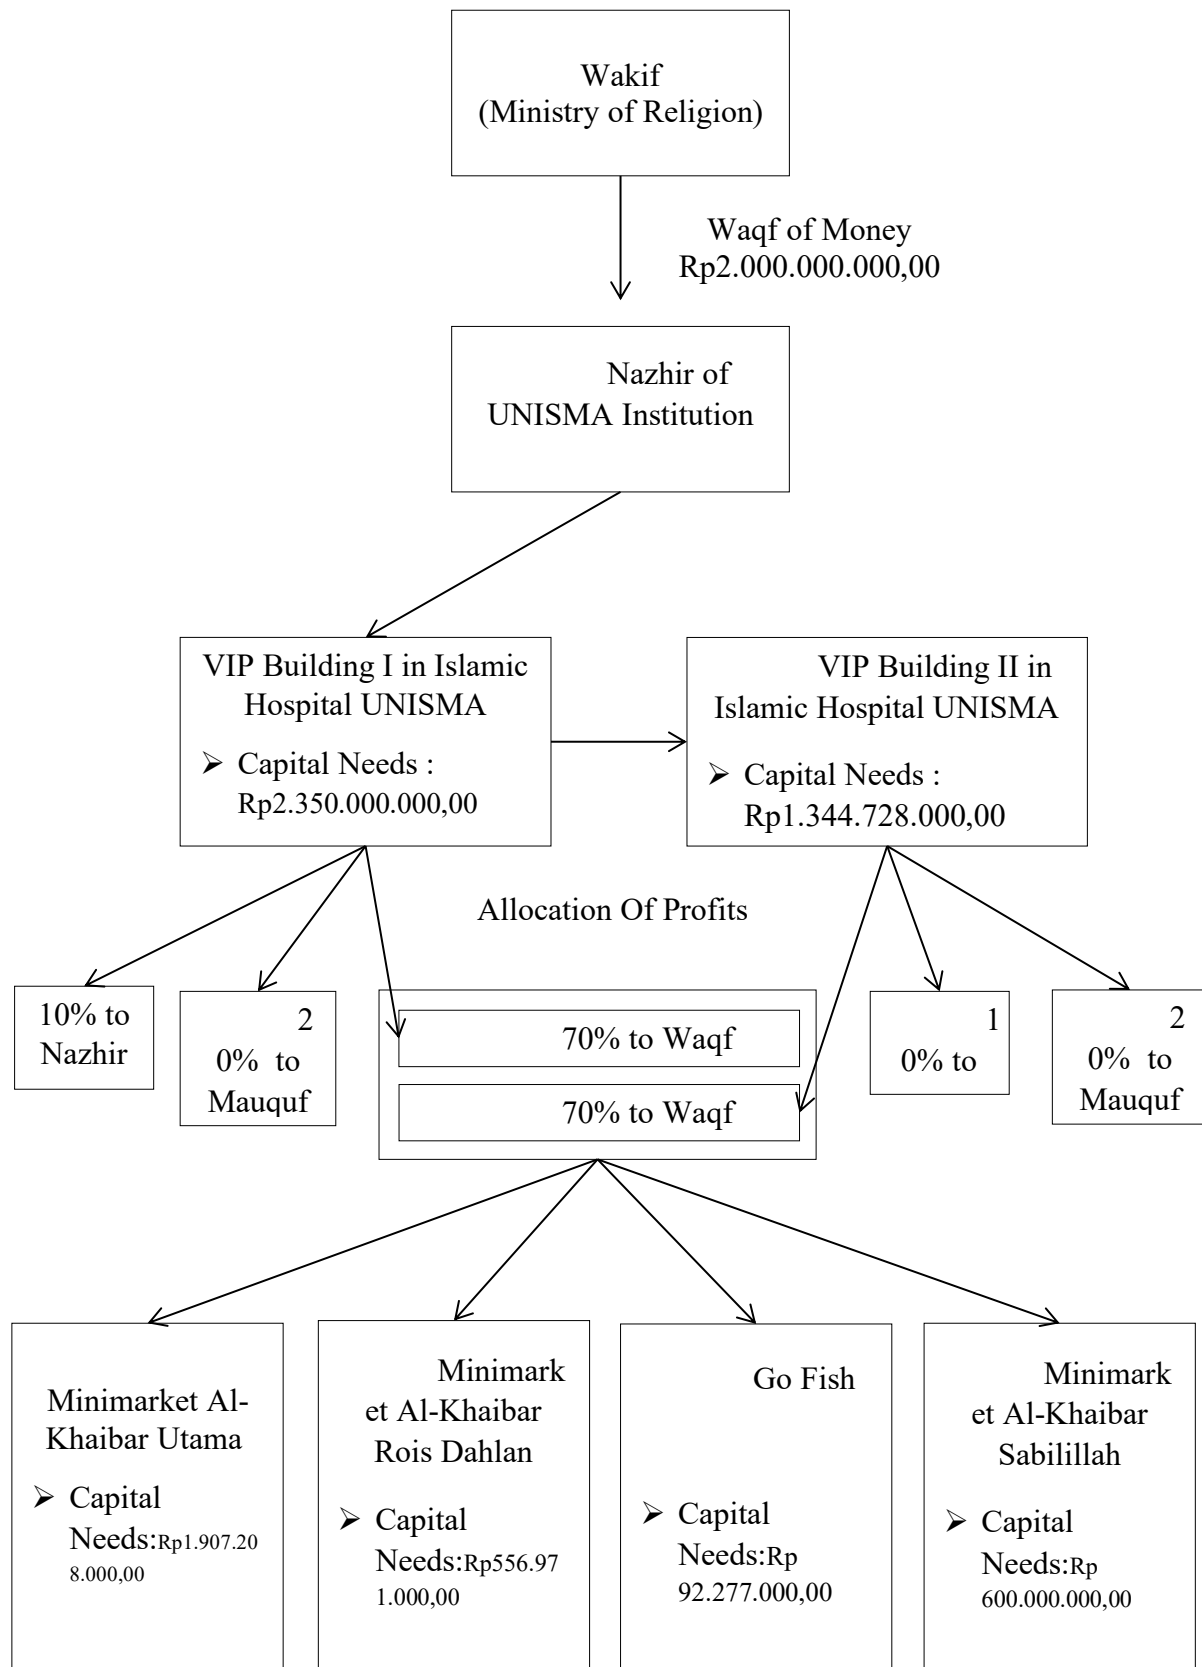 Wakif
(Ministry of Religion)
Waqf of Money
Rp2.000.000.000,00
Nazhir of
UNISMA Institution
VIP Building I in Islamic
Hospital UNISMA
➢ Capital Needs :
Rp2.350.000.000,00
VIP Building II in
Islamic Hospital UNISMA
➢ Capital Needs :
Rp1.344.728.000,00
Allocation Of Profits
10% to
Nazhir
2
0% to
Mauquf
70% to Waqf
70% to Waqf
1
0% to
2
0% to
Mauquf
Minimarket Al-
Khaibar Utama
➢ Capital
Needs:Rp1.907.20
8.000,00
Minimark
et Al-Khaibar
Rois Dahlan
➢ Capital
Needs:Rp556.97
1.000,00
Go Fish
➢ Capital
Needs:Rp
92.277.000,00
Minimark
et Al-Khaibar
Sabilillah
➢ Capital
Needs:Rp
600.000.000,00